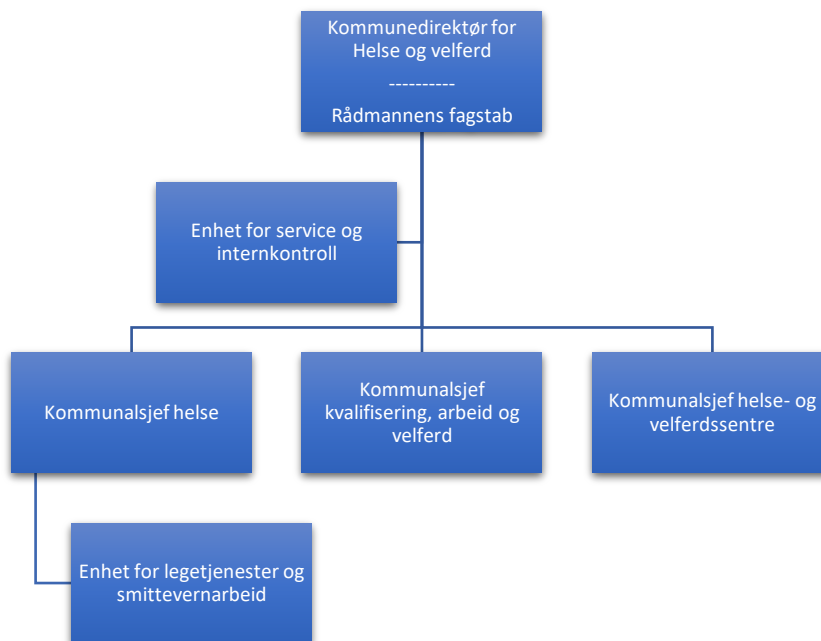 Kommunedirektør for
Helse og velferd
----------
Rådmannens fagstab
Enhet for service og
internkontroll
Kommunalsjef helse
Kommunalsjef
kvalifisering, arbeid og
velferd
Kommunalsjef helse- og
velferdssentre
Enhet for legetjenester og
smittevernarbeid